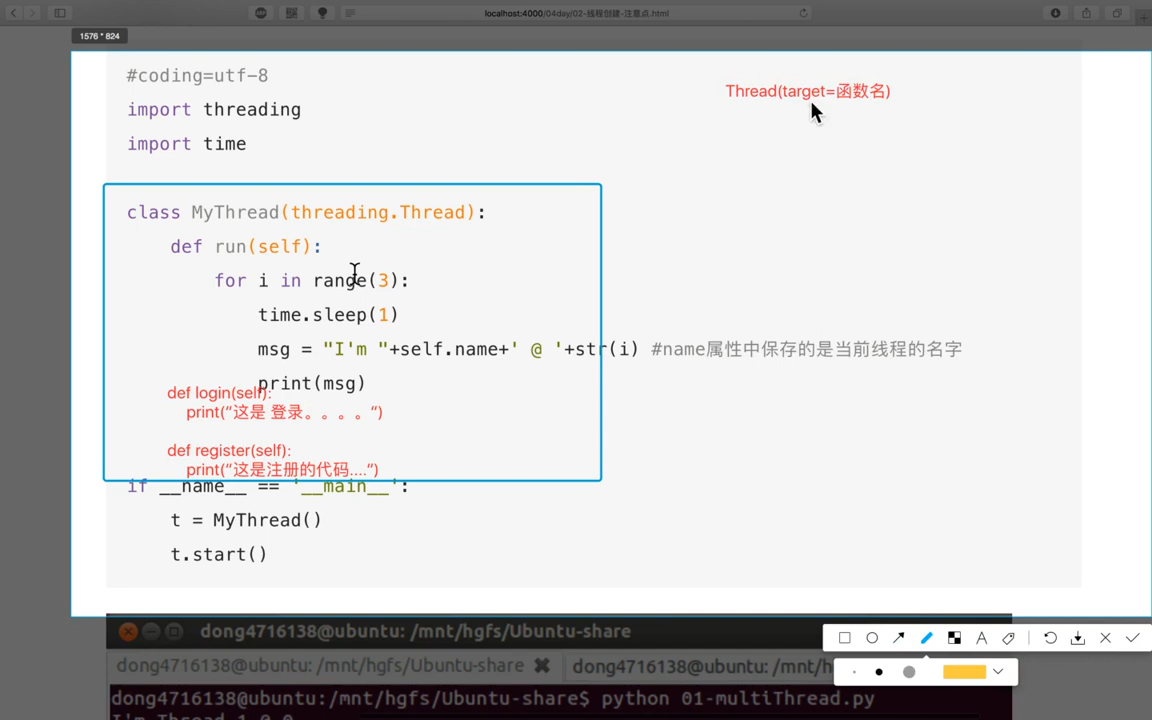 localhost:4000/04day/02-线程创建-注意点.html
1576 * 824
#coding=utf-8
Thread(target=函数名)
import threading
import time
class MyThread(threading.Thread):
def run(self):
for i in range(3):
time.sleep(1)
msg = "I'm "+self.name+' @ '+str(i) #name属性中保存的是当前线程的名字
print(msg)
def login(self):
print(“这是 登录。。。。”)
def register(self):
print(“这是注册的代码....”)
if __name__ == '__main__':
t = MyThread()
t.start()
dong4716138@ubuntu: /mnt/hgfs/Ubuntu-share
dong4716138@ubuntu: /mnt/hgfs/Ubuntu-share
dong4716138@ubuntu: /mnt/h
dong4716138@ubuntu:/mnt/hgfs/Ubuntu-share$ python 01-multiThread.py